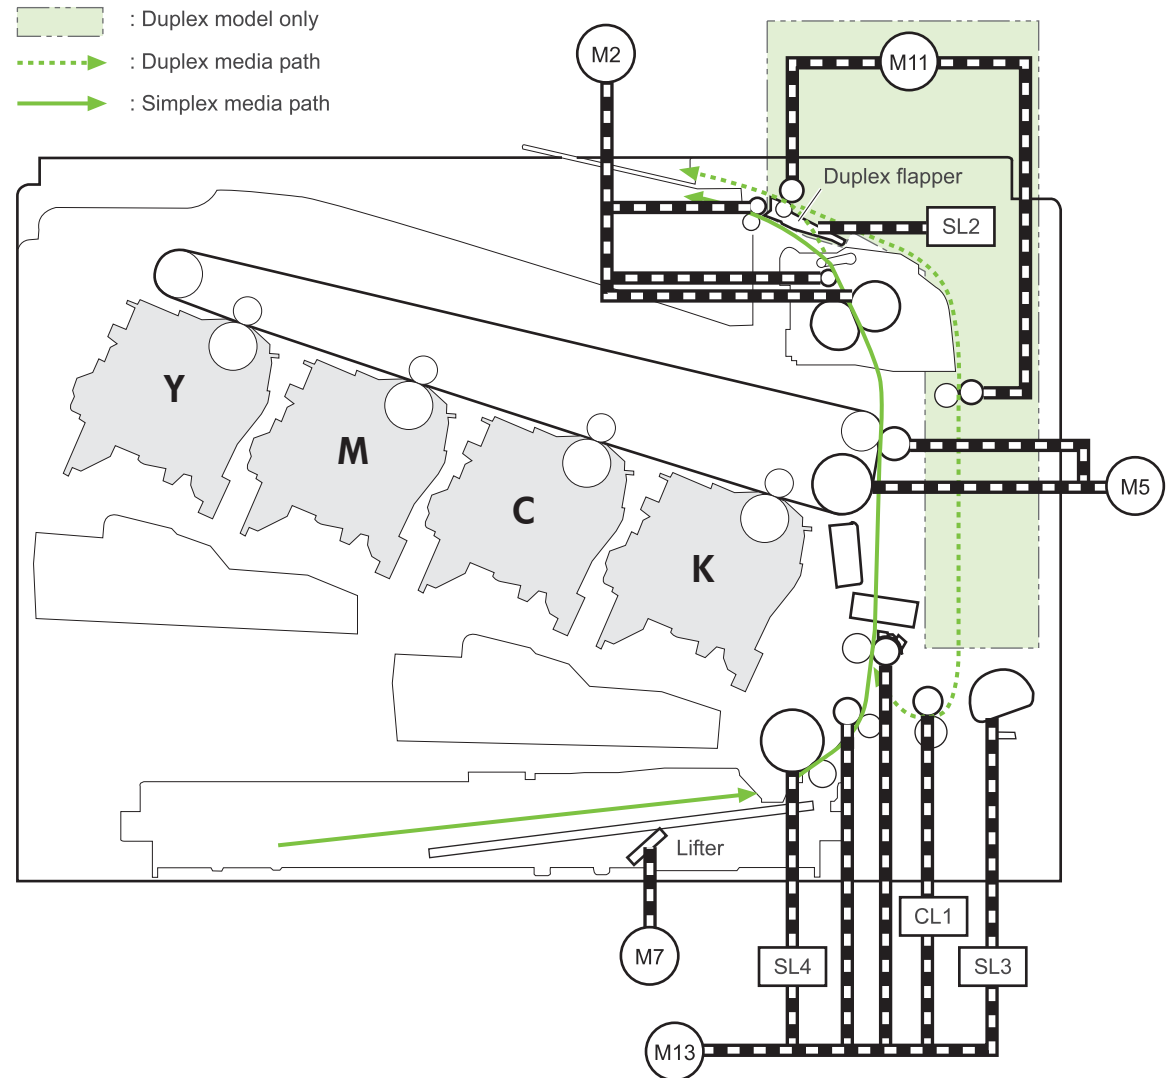 : Duplex model only
: Duplex media path
: Simplex media path
M2
M11
Duplex flapper
SL2
Y
M
C
K
M5
Lifter
CL1
M7
SL4
SL3
M13